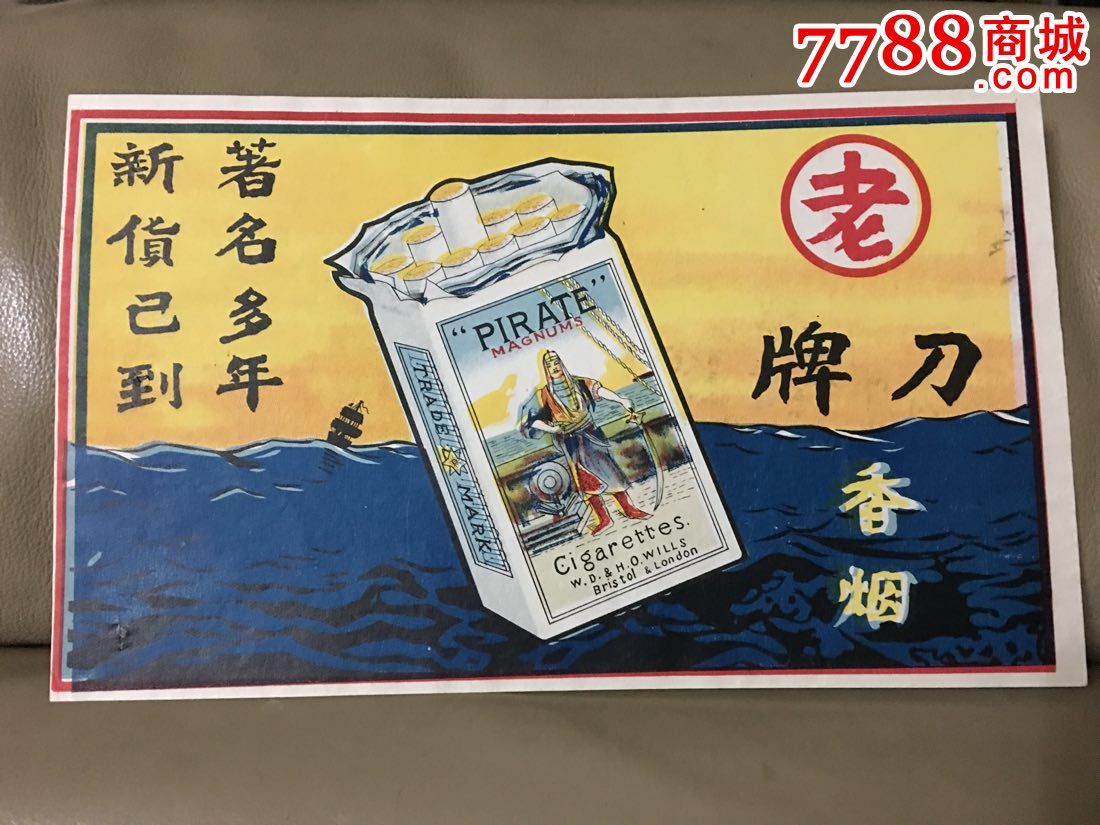 7788商城
.com
老
刀牌
香烟
"PIRATE"
MAGNUMS
TRADE MARK
Cigarettes.
W.D.&H.O.WILLS
Bristol & London
著名多年
新貨己到